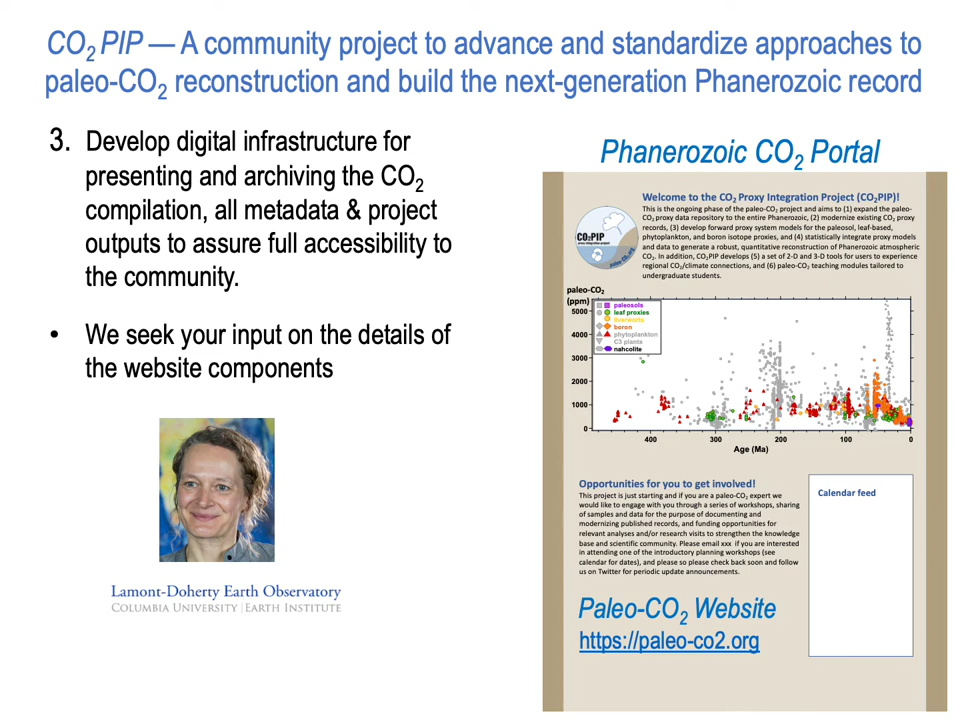 CO₂ PIP — A community project to advance and standardize approaches to
paleo-CO₂ reconstruction and build the next-generation Phanerozoic record
3. Develop digital infrastructure for
presenting and archiving the CO₂
compilation, all metadata & project
outputs to assure full accessibility to
the community.
• We seek your input on the details of
the website components
Lamont-Doherty Earth Observatory
COLUMBIA UNIVERSITY | EARTH INSTITUTE
Phanerozoic CO₂ Portal
CO₂PIP
proxy integration project
paleo-CO₂.org
Welcome to the CO₂ Proxy Integration Project (CO₂PIP)!
This is the ongoing phase of the paleo-CO₂ project and aims to (1) expand the paleo-
CO₂ proxy data repository to the entire Phanerozoic, (2) modernize existing CO₂ proxy
records, (3) develop forward proxy system models for the paleosol, leaf-based,
phytoplankton, and boron isotope proxies, and (4) statistically integrate proxy models
and data to generate a robust, quantitative reconstruction of Phanerozoic atmospheric
CO₂. In addition, CO₂PIP develops (5) a set of 2-D and 3-D tools for users to experience
regional CO₂/climate connections, and (6) paleo-CO₂ teaching modules tailored to
undergraduate students.
paleo-CO₂
(ppm)
5000
4000
3000
2000
1000
0
paleosols
leaf proxies
liverworts
boron
phytoplankton
C3 plants
nahcolite
400 300 200 100 0
Age (Ma)
Opportunities for you to get involved!
This project is just starting and if you are a paleo-CO₂ expert we
would like to engage with you through a series of workshops, sharing
of samples and data for the purpose of documenting and
modernizing published records, and funding opportunities for
relevant analyses and/or research visits to strengthen the knowledge
base and scientific community. Please email xxx if you are interested
in attending one of the introductory planning workshops (see
calendar for dates), and please so please check back soon and follow
us on Twitter for periodic update announcements.
Calendar feed
Paleo-CO₂ Website
https://paleo-co2.org